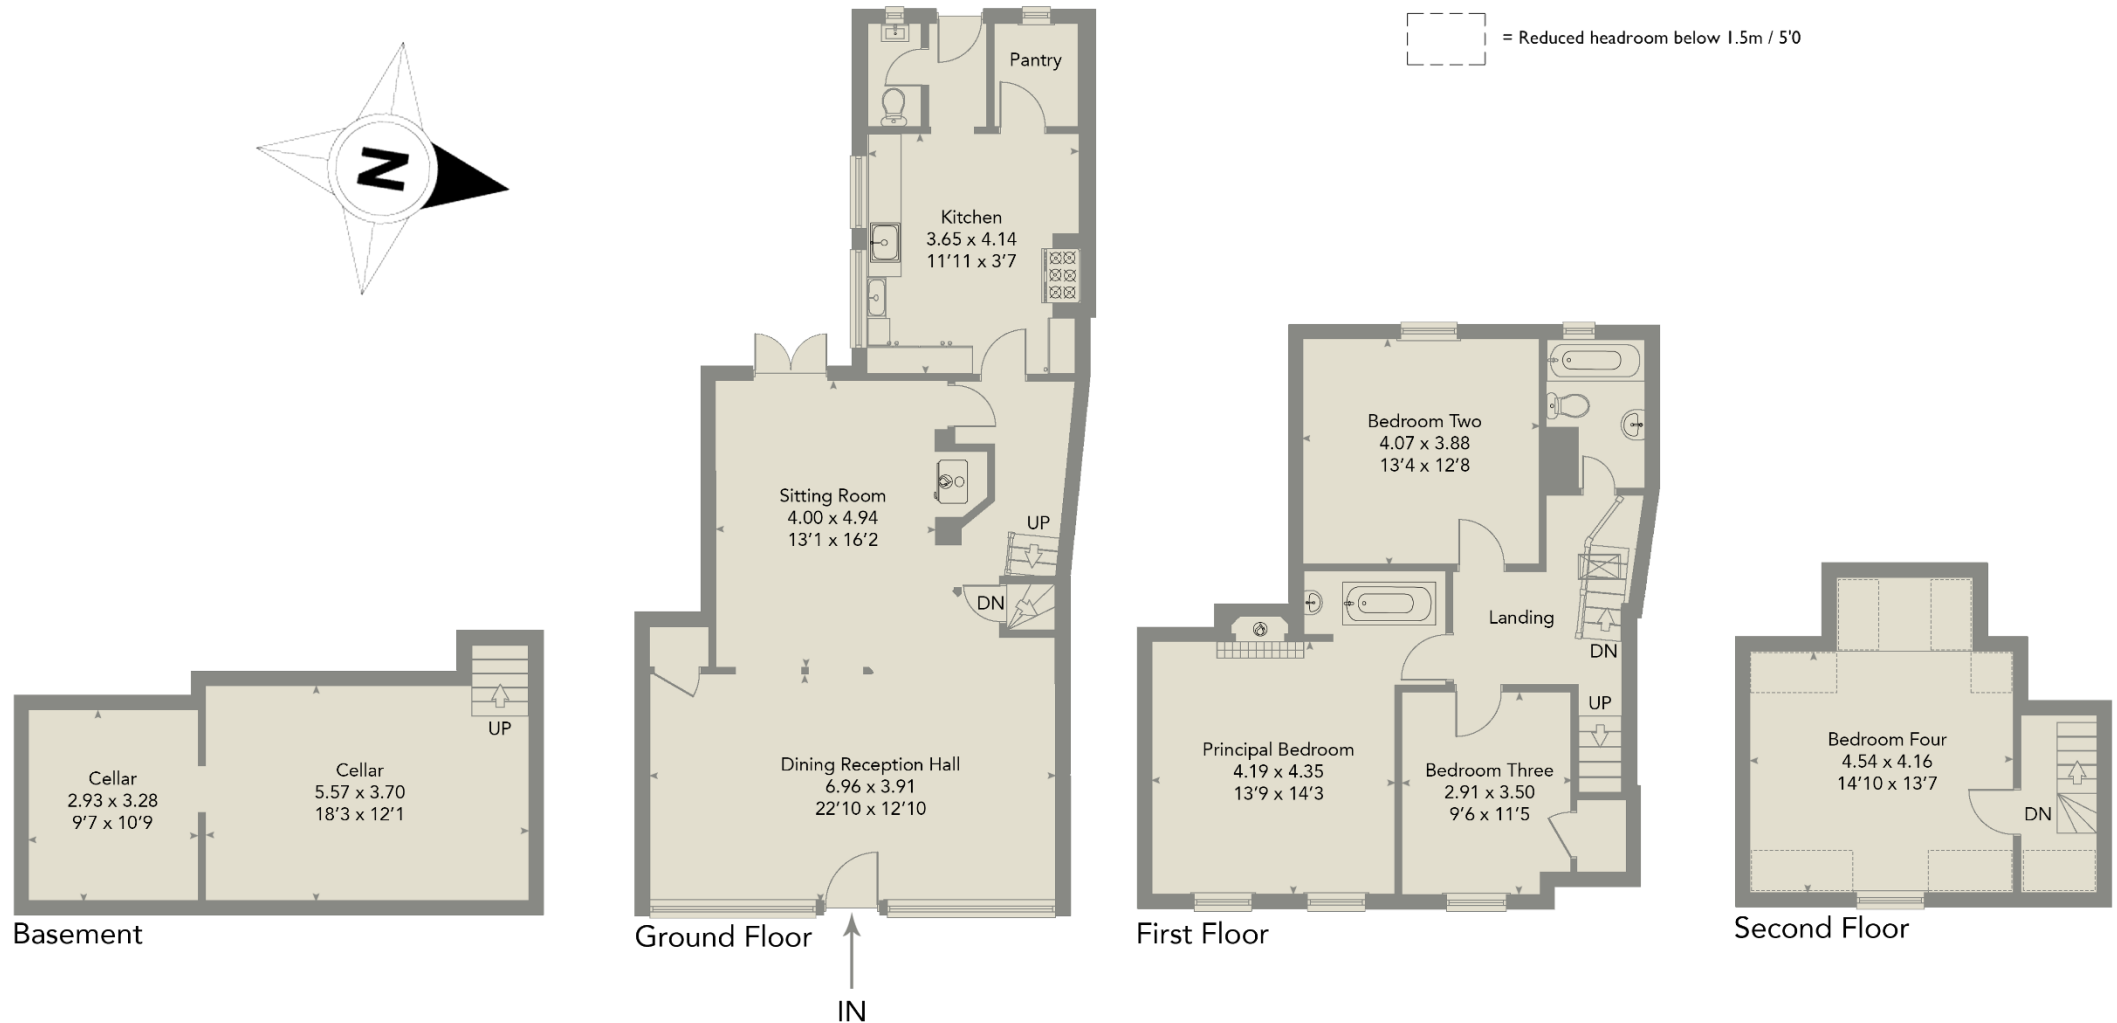 = Reduced headroom below 1.5m / 5'0
N
Pantry
Kitchen
3.65 x 4.14
11'11 x 3'7
Sitting Room
4.00 x 4.94
13'1 x 16'2
UP
DN
Dining Reception Hall
6.96 x 3.91
22'10 x 12'10
IN
Ground Floor
Cellar
2.93 x 3.28
9'7 x 10'9
Cellar
5.57 x 3.70
18'3 x 12'1
UP
Basement
Bedroom Two
4.07 x 3.88
13'4 x 12'8
Landing
DN
UP
Principal Bedroom
4.19 x 4.35
13'9 x 14'3
Bedroom Three
2.91 x 3.50
9'6 x 11'5
First Floor
Bedroom Four
4.54 x 4.16
14'10 x 13'7
DN
Second Floor